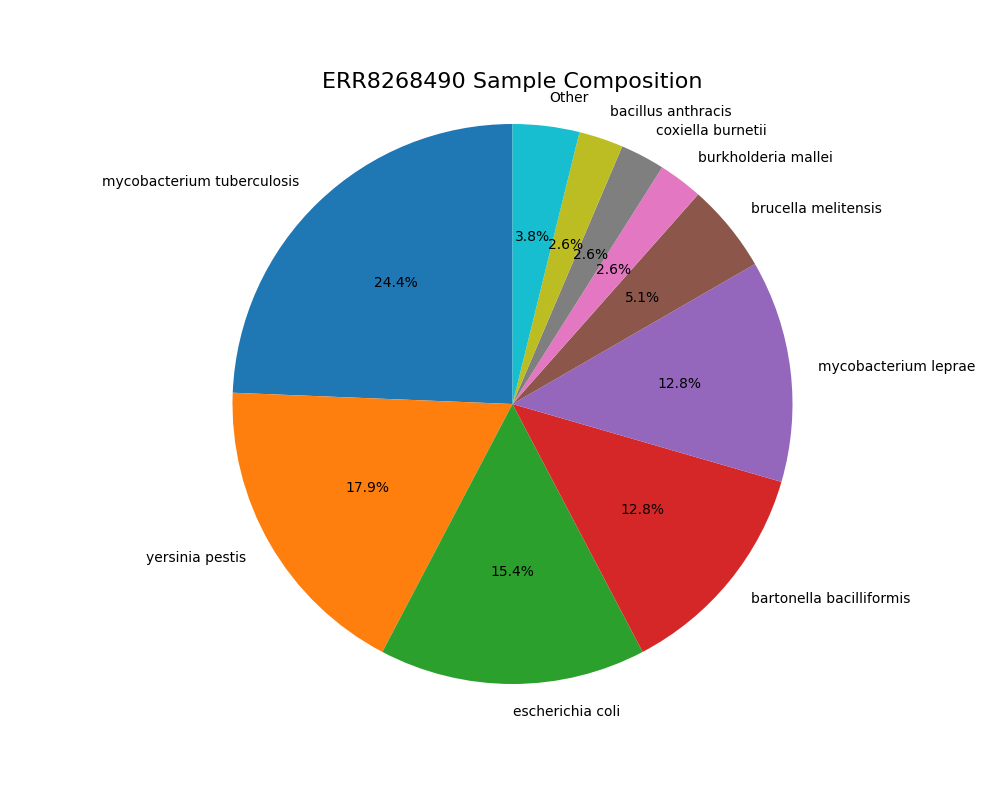 ERR8268490 Sample Composition
Other
bacillus anthracis
coxiella burnetii
burkholderia mallei
mycobacterium tuberculosis
brucella melitensis
3.8%
2.6%
2.6%
2.6%
24.4%
5.1%
mycobacterium leprae
12.8%
17.9%
12.8%
yersinia pestis
15.4%
bartonella bacilliformis
escherichia coli